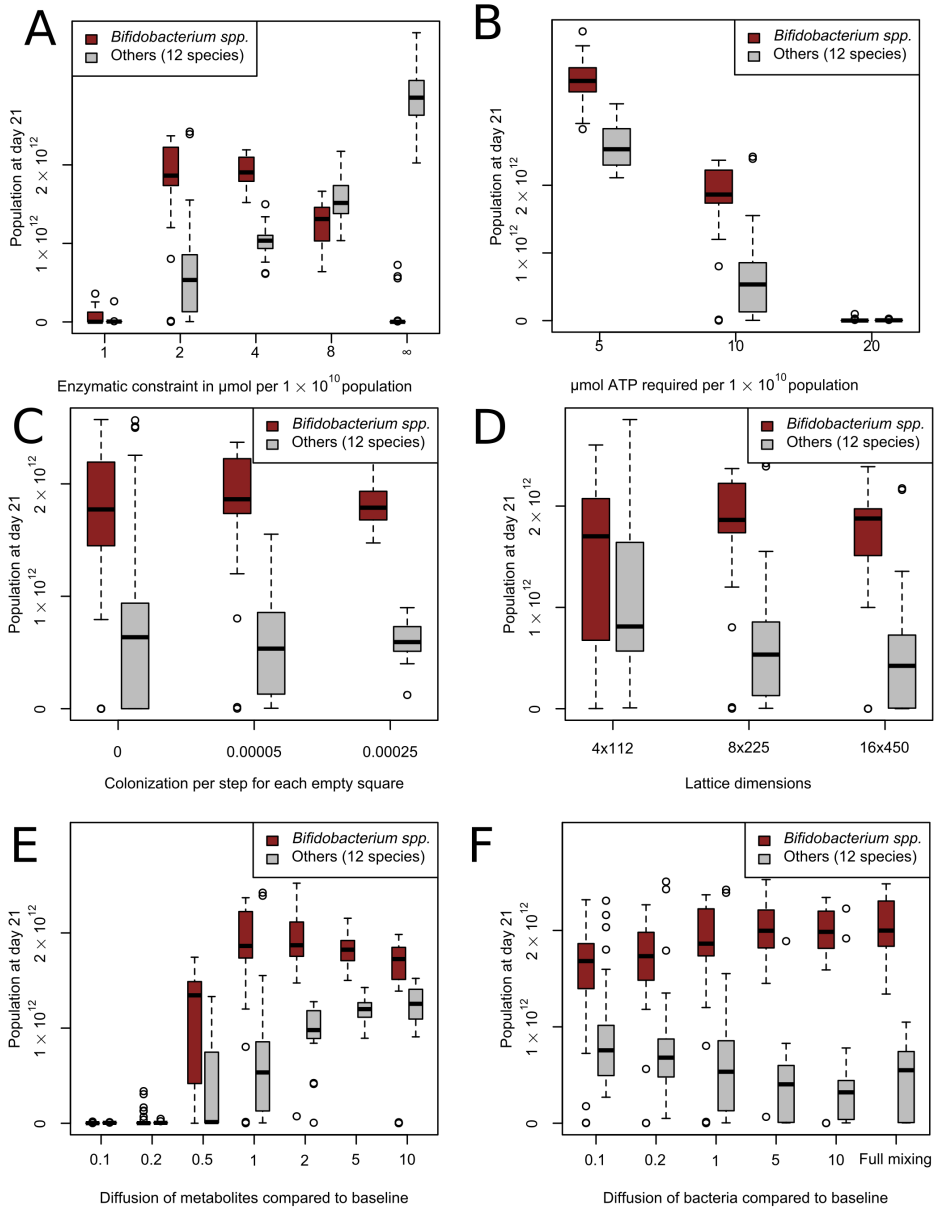 A
Bifidobacterium spp.
Others (12 species)
Population at day 21
0
1 × 10^12
2 × 10^12
1
2
4
8
∞
Enzymatic constraint in μmol per 1 × 10^10 population
B
Bifidobacterium spp.
Others (12 species)
Population at day 21
0
1 × 10^12
2 × 10^12
5
10
20
μmol ATP required per 1 × 10^10 population
C
Bifidobacterium spp.
Others (12 species)
Population at day 21
0
1 × 10^12
2 × 10^12
0
0.00005
0.00025
Colonization per step for each empty square
D
Bifidobacterium spp.
Others (12 species)
Population at day 21
0
1 × 10^12
2 × 10^12
4x112
8x225
16x450
Lattice dimensions
E
Bifidobacterium spp.
Others (12 species)
Population at day 21
0
1 × 10^12
2 × 10^12
0.1
0.2
0.5
1
2
5
10
Diffusion of metabolites compared to baseline
F
Bifidobacterium spp.
Others (12 species)
Population at day 21
0
1 × 10^12
2 × 10^12
0.1
0.2
1
5
10
Full mixing
Diffusion of bacteria compared to baseline